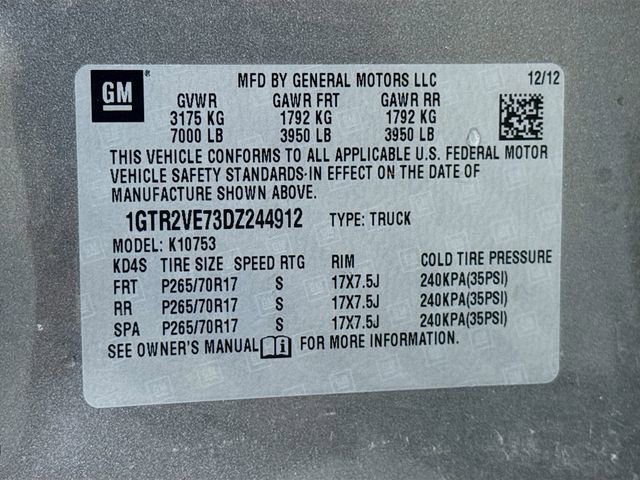 GM
MFD BY GENERAL MOTORS LLC 12/12
GVWR GAWR FRT GAWR RR
3175 KG 1792 KG 1792 KG
7000 LB 3950 LB 3950 LB
THIS VEHICLE CONFORMS TO ALL APPLICABLE U.S. FEDERAL MOTOR
VEHICLE SAFETY STANDARDS IN EFFECT ON THE DATE OF
MANUFACTURE SHOWN ABOVE.
1GTR2VE73DZ244912 TYPE: TRUCK
MODEL: K10753
KD4S TIRE SIZE SPEED RTG RIM COLD TIRE PRESSURE
FRT P265/70R17 S 17X7.5J 240KPA(35PSI)
RR P265/70R17 S 17X7.5J 240KPA(35PSI)
SPA P265/70R17 S 17X7.5J 240KPA(35PSI)
SEE OWNER'S MANUAL FOR MORE INFORMATION.